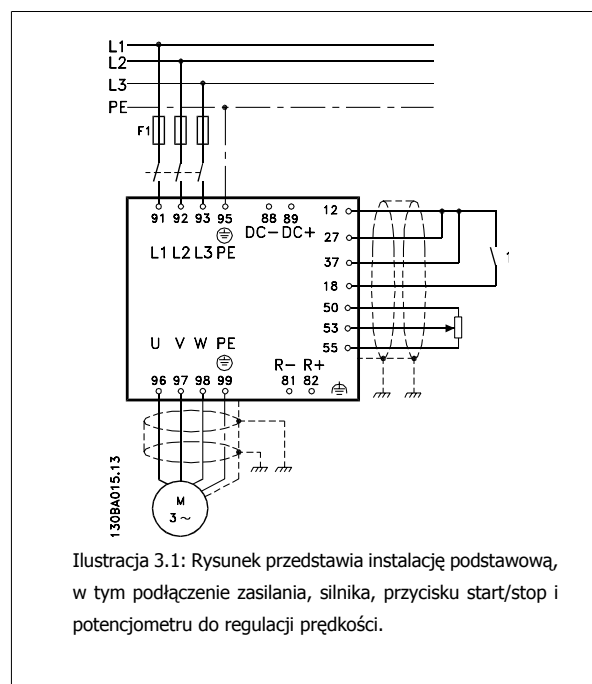 L1
L2
L3
PE
F1
91 92 93 95 88 89 12
DC- DC+
27
L1 L2 L3 PE
37
18
50
53
U V W PE
55
R- R+
96 97 98 99 81 82
M
3 ~
130BA015.13
Ilustracja 3.1: Rysunek przedstawia instalację podstawową,
w tym podłączenie zasilania, silnika, przycisku start/stop i
potencjometru do regulacji prędkości.